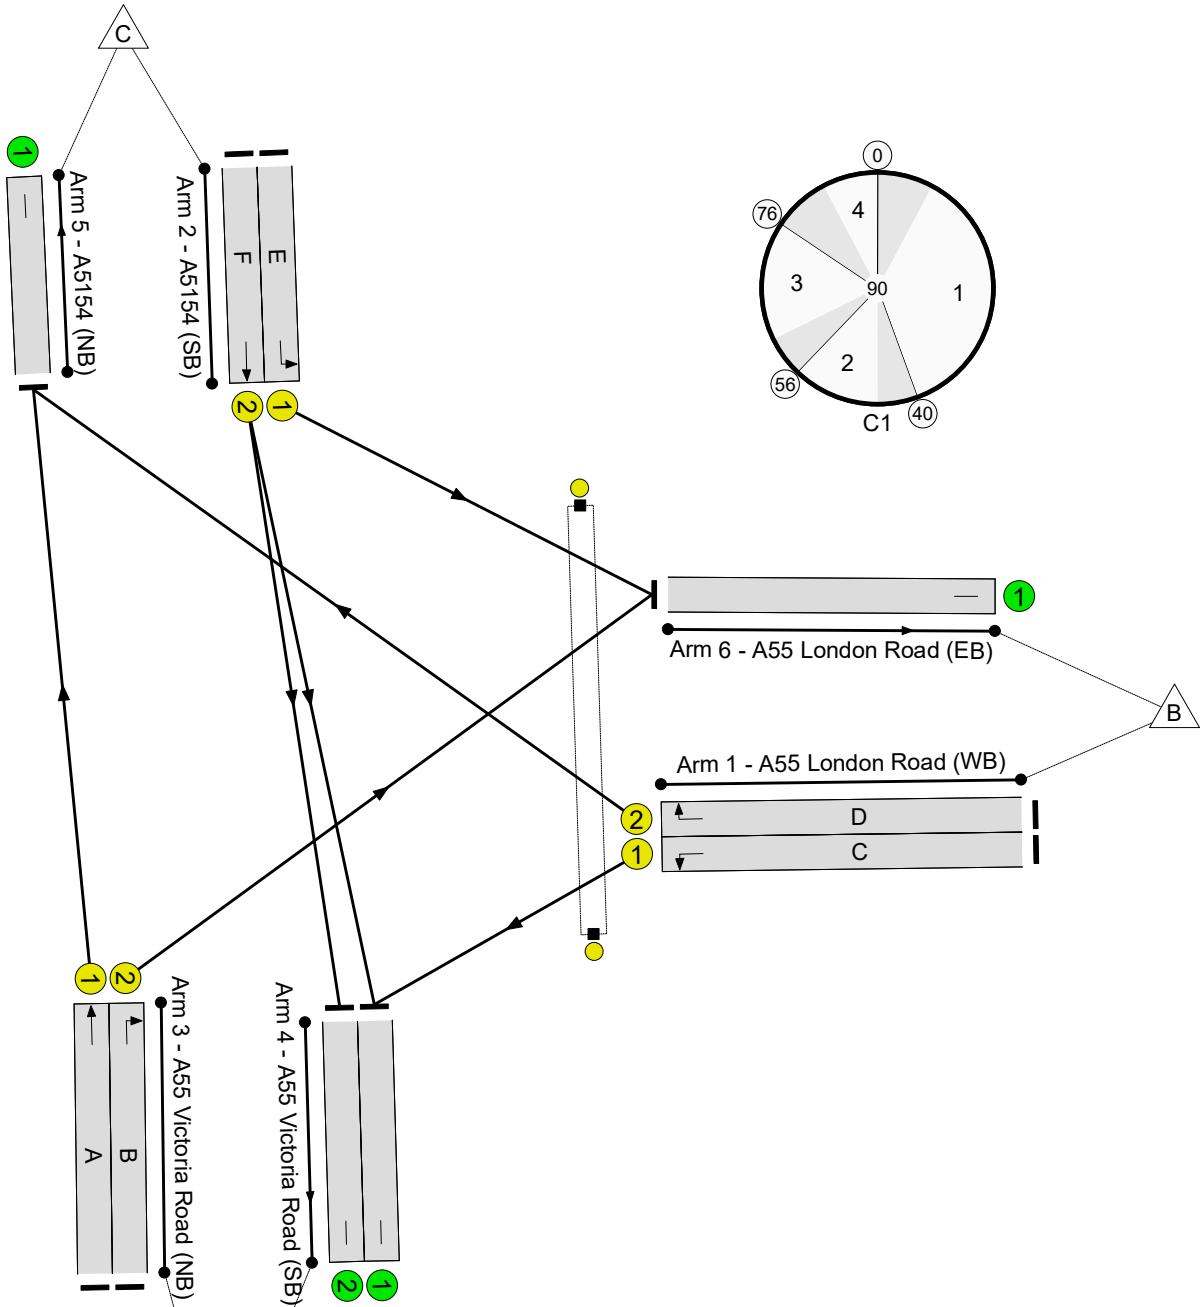 C
1
Arm 5 - A5154 (NB)
Arm 2 - A5154 (SB)
F
E
2
1
0
76
4
3
90
1
2
56
40
C1
1
Arm 6 - A55 London Road (EB)
B
Arm 1 - A55 London Road (WB)
2
D
1
C
1
2
Arm 3 - A55 Victoria Road (NB)
A
B
Arm 4 - A55 Victoria Road (SB)
2
1